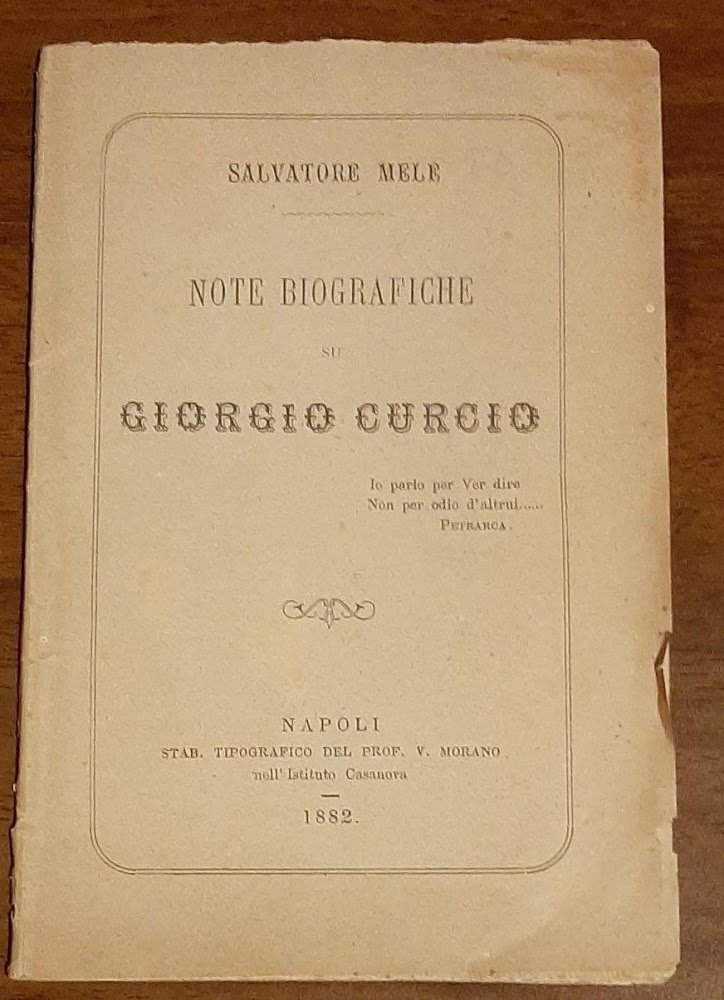 SALVATORE MELE
NOTE BIOGRAFICHE
SU
GIORGIO CURCIO
Io parlo per Ver dire
Non per odio d'altrui.....
PETRARCA.
NAPOLI
STAB. TIPOGRAFICO DEL PROF. V. MORANO
nell'Istituto Casanova
1882.